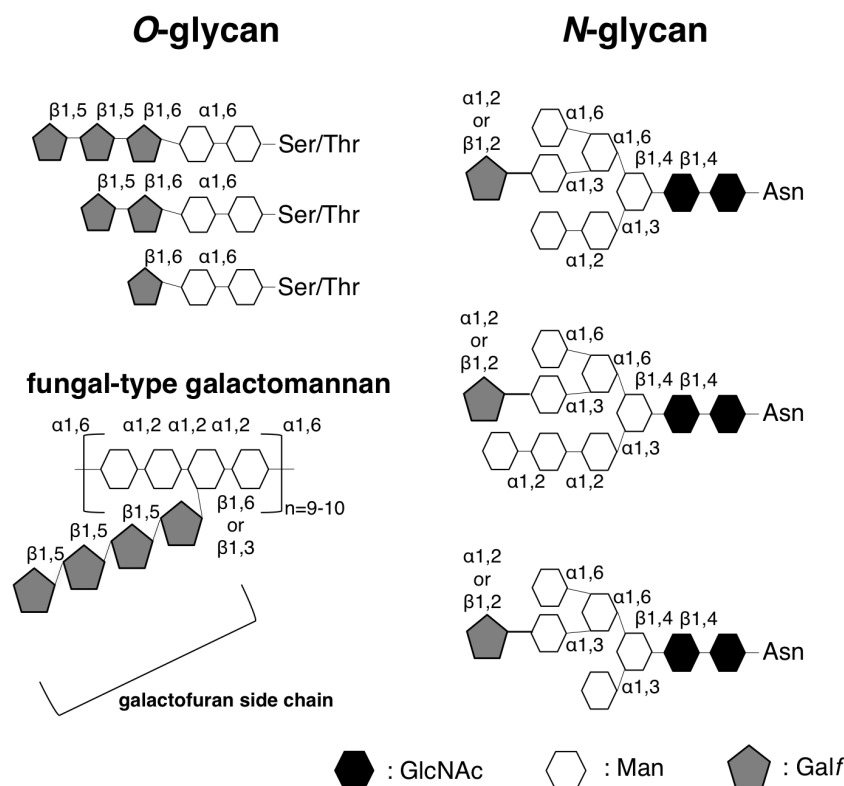 O-glycan
β1,5 β1,5 β1,6 α1,6
Ser/Thr
β1,5 β1,6 α1,6
Ser/Thr
β1,6 α1,6
Ser/Thr
fungal-type galactomannan
α1,6 α1,2 α1,2 α1,2 α1,6
n=9-10
β1,6
or
β1,3
β1,5
β1,5
β1,5
galactofuran side chain
N-glycan
α1,2
or
β1,2
α1,6
α1,6
β1,4 β1,4
Asn
α1,3
α1,3
α1,2
α1,2
or
β1,2
α1,6
α1,6
β1,4 β1,4
Asn
α1,3
α1,3
α1,2 α1,2
α1,2
or
β1,2
α1,6
α1,6
β1,4 β1,4
Asn
α1,3
α1,3
: GlcNAc : Man : Galf